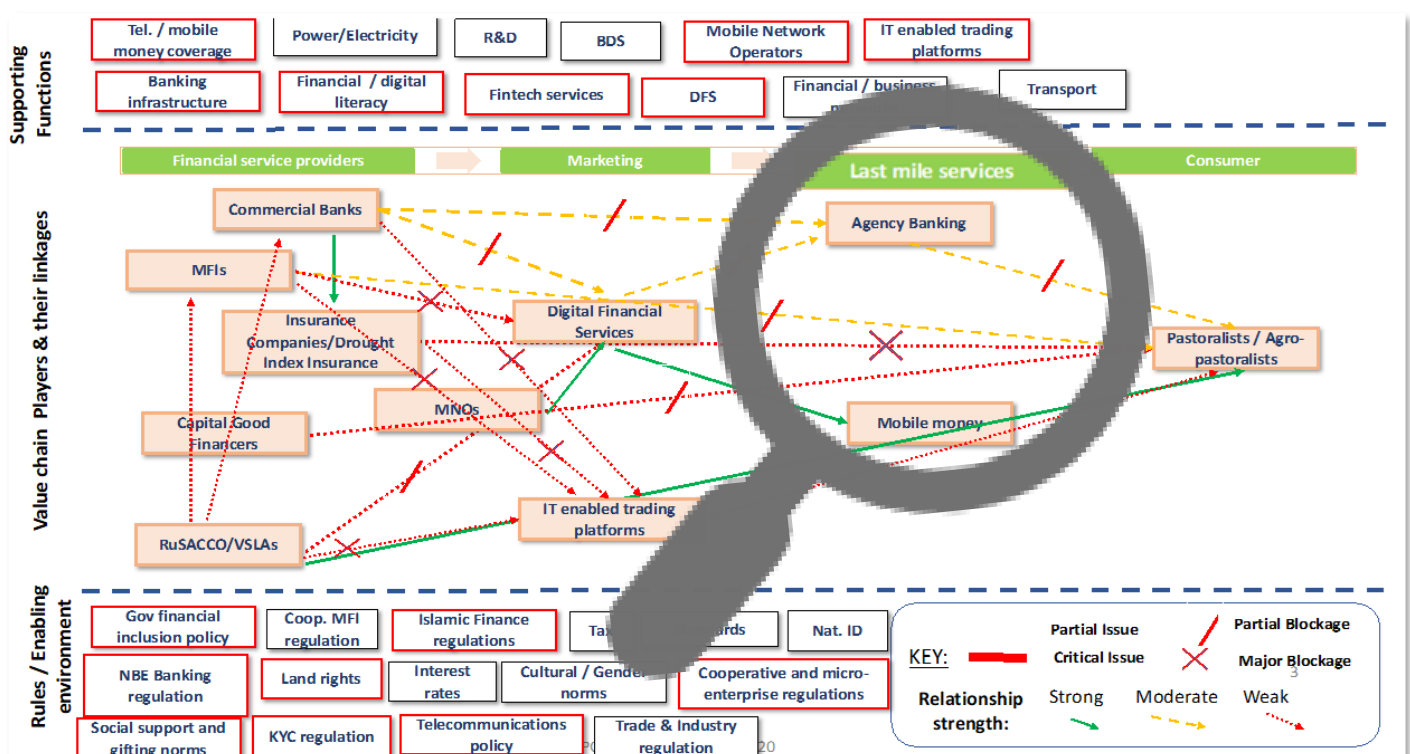 Supporting
Functions
Tel. / mobile
money coverage
Power/Electricity
R&D
BDS
Mobile Network
Operators
IT enabled trading
platforms
Banking
infrastructure
Financial / digital
literacy
Fintech services
DFS
Financial / business
Transport
Value chain Players & their linkages
Financial service providers
Marketing
Last mile services
Consumer
Commercial Banks
Agency Banking
MFIs
Insurance
Companies/Drought
Index Insurance
Digital Financial
Services
Pastoralists / Agro-
pastoralists
MNOs
Capital Good
Financers
Mobile money
IT enabled trading
platforms
RuSACCO/VSLAs
Rules / Enabling
environment
Gov financial
inclusion policy
Coop. MFI
regulation
Islamic Finance
regulations
Nat. ID
NBE Banking
regulation
Land rights
Interest
rates
Cultural / Gender
norms
Cooperative and micro-
enterprise regulations
Social support and
gifting norms
KYC regulation
Telecommunications
policy
Trade & Industry
regulation
20
KEY:
Partial Issue
Critical Issue
Partial Blockage
Major Blockage
3
Relationship
strength:
Strong
Moderate
Weak